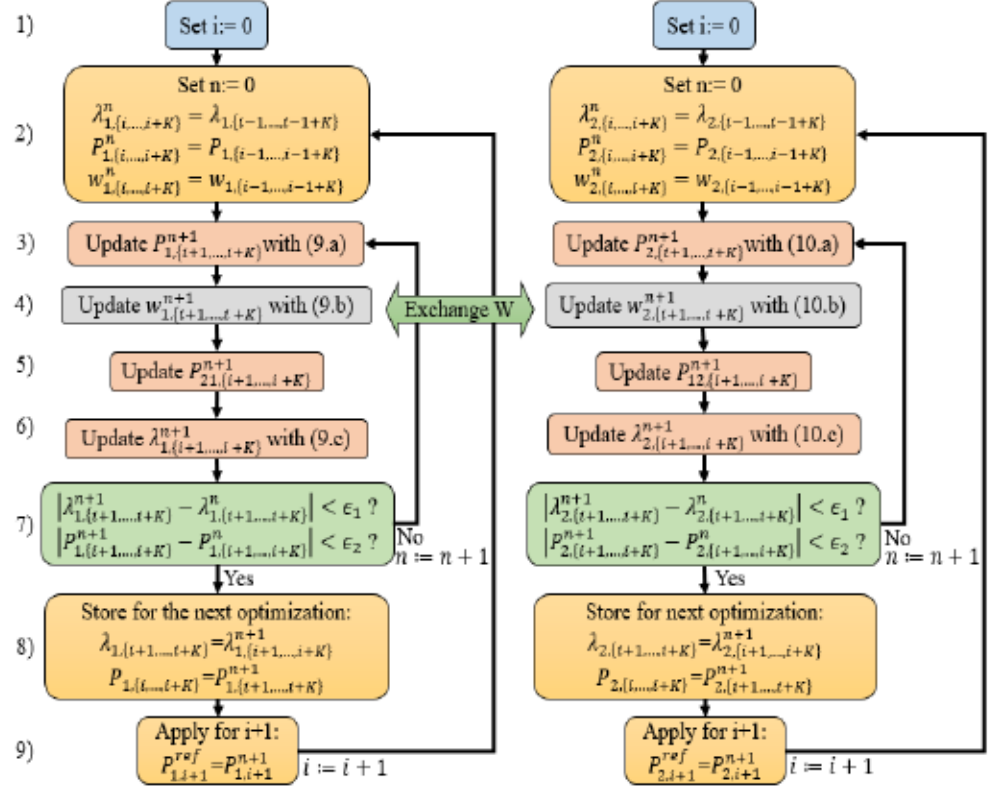 1)
Set i:= 0
Set i:= 0
2)
Set n:= 0
λ^n_{1,{i,...,i+K}} = λ_{1,{i-1,...,i-1+K}}
P^n_{1,{i,...,i+K}} = P_{1,{i-1,...,i-1+K}}
w^n_{1,{i,...,i+K}} = w_{1,{i-1,...,i-1+K}}
Set n:= 0
λ^n_{2,{i,...,i+K}} = λ_{2,{i-1,...,i-1+K}}
P^n_{2,{i,...,i+K}} = P_{2,{i-1,...,i-1+K}}
w^n_{2,{i,...,i+K}} = w_{2,{i-1,...,i-1+K}}
3)
Update P^{n+1}_{1,{i+1,...,i+K}} with (9.a)
Update P^{n+1}_{2,{i+1,...,i+K}} with (10.a)
4)
Update w^{n+1}_{1,{i+1,...,i+K}} with (9.b)
Exchange W
Update w^{n+1}_{2,{i+1,...,i+K}} with (10.b)
5)
Update P^{n+1}_{21,{i+1,...,i+K}}
Update P^{n+1}_{12,{i+1,...,i+K}}
6)
Update λ^{n+1}_{1,{i+1,...,i+K}} with (9.c)
Update λ^{n+1}_{2,{i+1,...,i+K}} with (10.c)
7)
|λ^{n+1}_{1,{i+1,...,i+K}} − λ^n_{1,{i+1,...,i+K}}| < ϵ_1 ?
|P^{n+1}_{1,{i+1,...,i+K}} − P^n_{1,{i+1,...,i+K}}| < ϵ_2 ?
No
n := n + 1
Yes
|λ^{n+1}_{2,{i+1,...,i+K}} − λ^n_{2,{i+1,...,i+K}}| < ϵ_1 ?
|P^{n+1}_{2,{i+1,...,i+K}} − P^n_{2,{i+1,...,i+K}}| < ϵ_2 ?
No
n := n + 1
Yes
8)
Store for the next optimization:
λ_{1,{i+1,...,i+K}}=λ^{n+1}_{1,{i+1,...,i+K}}
P_{1,{i,...,i+K}}=P^{n+1}_{1,{i+1,...,i+K}}
Store for next optimization:
λ_{2,{i+1,...,i+K}}=λ^{n+1}_{2,{i+1,...,i+K}}
P_{2,{i,...,i+K}}=P^{n+1}_{2,{i+1,...,i+K}}
9)
Apply for i+1:
P^{ref}_{1,i+1}=P^{n+1}_{1,i+1}
i := i + 1
Apply for i+1:
P^{ref}_{2,i+1}=P^{n+1}_{2,i+1}
i := i + 1